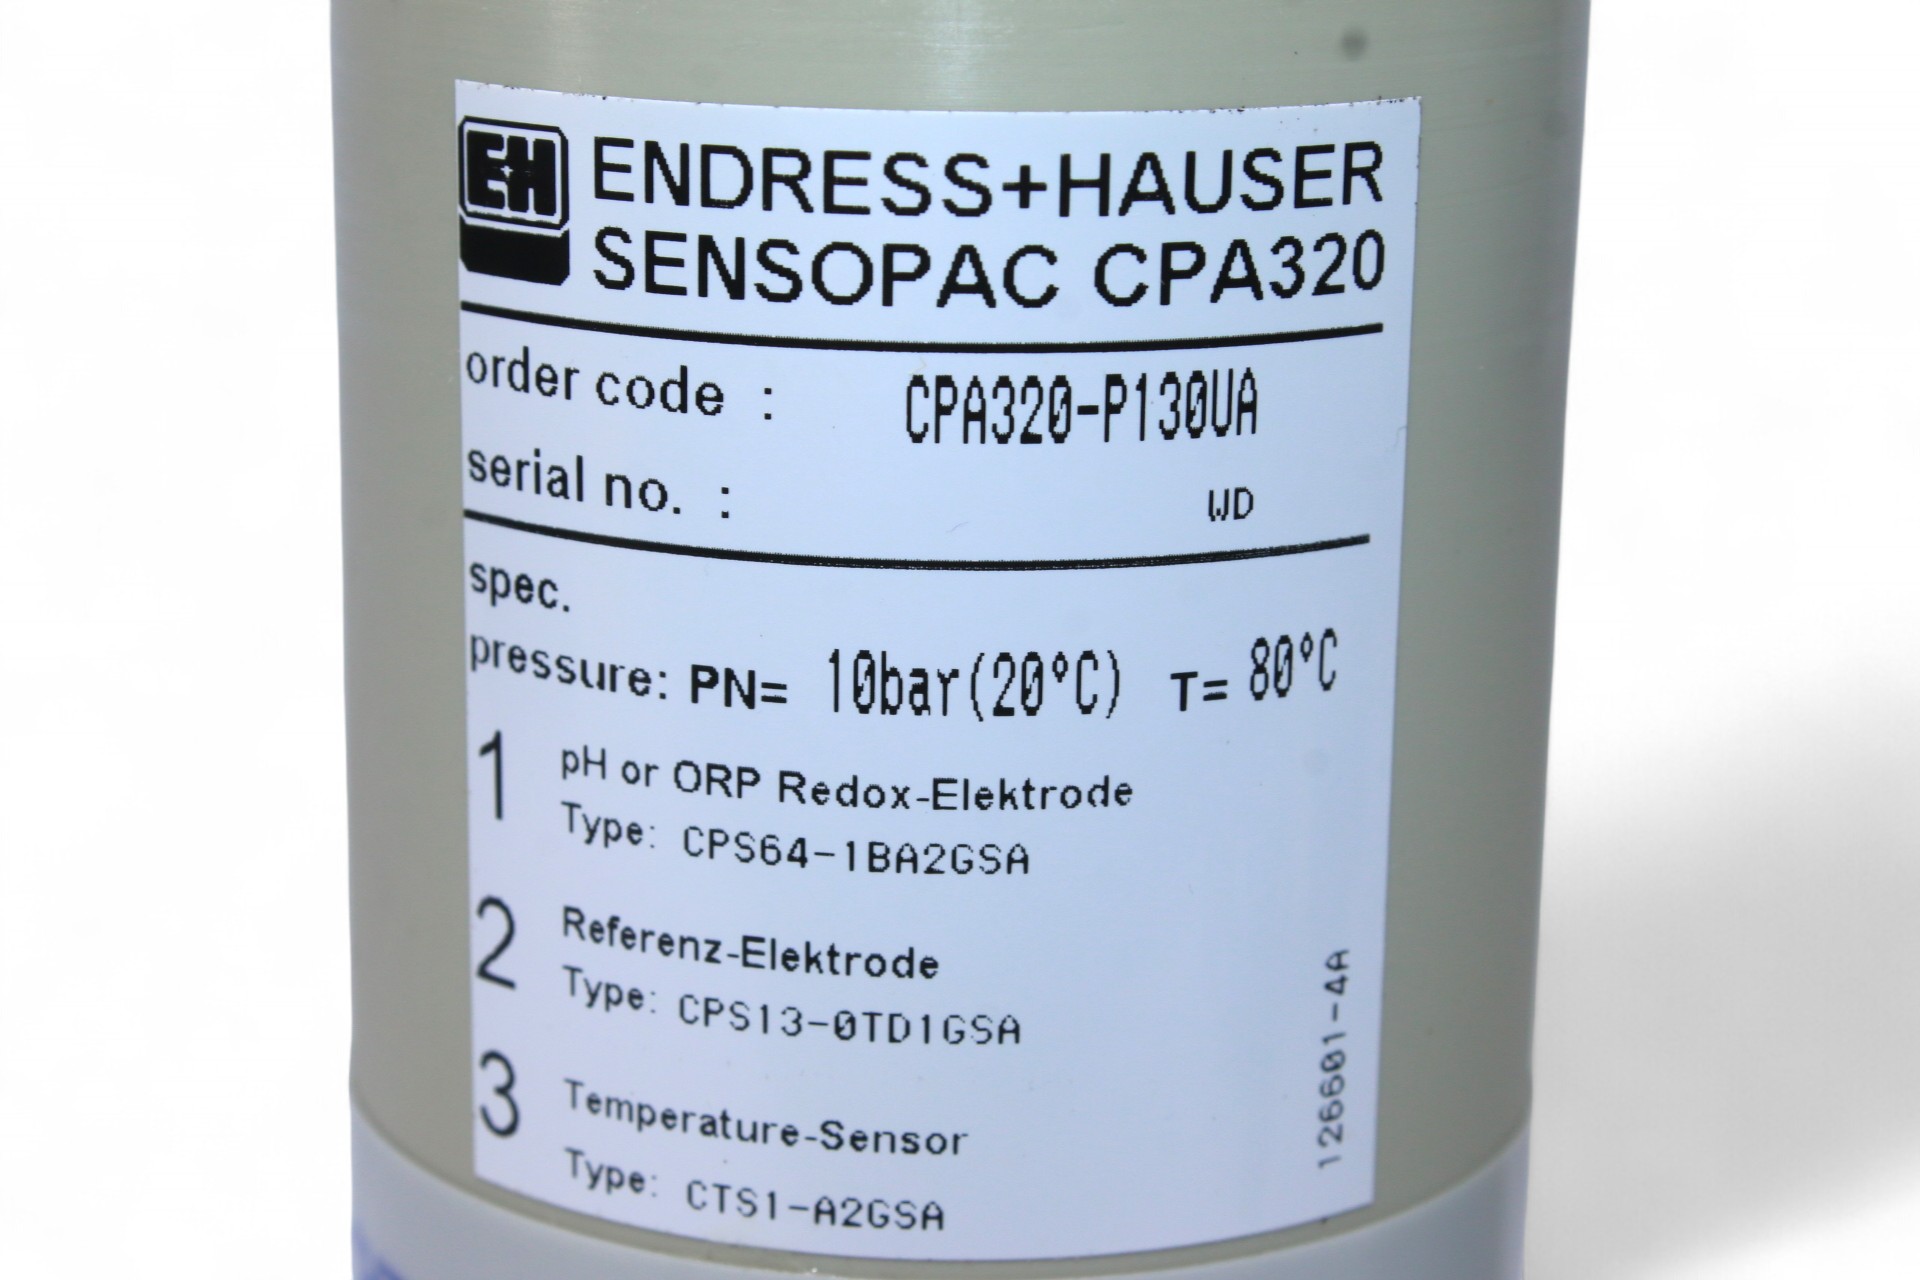 E+H
ENDRESS+HAUSER
SENSOPAC CPA320
order code : CPA320-P130UA
serial no. : WD
spec.
pressure: PN= 10bar(20°C) T= 80°C
1 pH or ORP Redox-Elektrode
Type: CPS64-1BA2GSA
2 Referenz-Elektrode
Type: CPS13-0TD1GSA
3 Temperature-Sensor
Type: CTS1-A2GSA
126601-4A